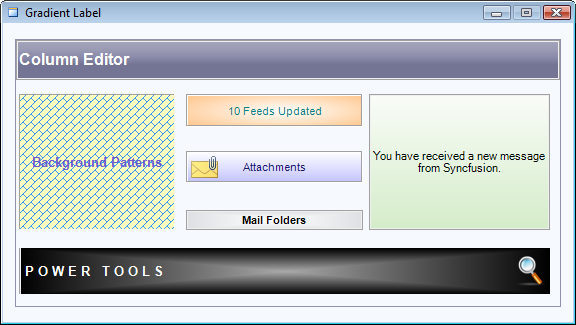 Gradient Label
Column Editor
Background Patterns
10 Feeds Updated
Attachments
Mail Folders
You have received a new message
from Syncfusion.
POWER TOOLS